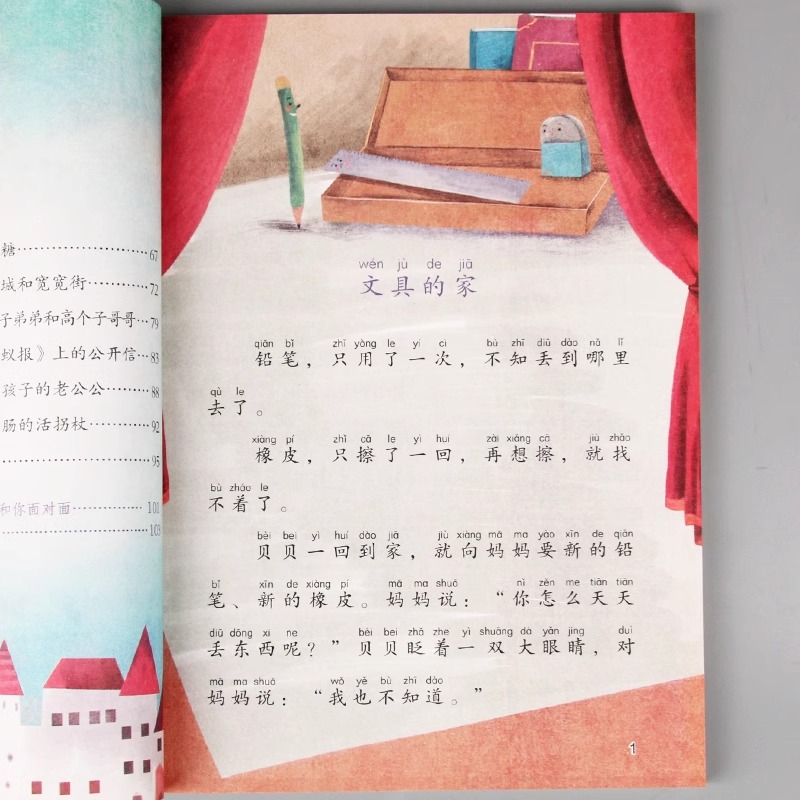 糖 67
域和宽宽街 72
子弟弟和高个子哥哥 79
蚁报》上的公开信 83
孩子的老公公 88
肠的活拐杖 92
95
和你面对面 101
103
wén jù de jiā
文具的家
qiān bǐ zhǐ yòng le yí cì bù zhī diū dào nǎ lǐ
铅笔，只用了一次，不知丢到哪里
qù le
去了。
xiàng pí zhǐ cā le yì huí zài xiǎng cā jiù zhǎo
橡皮，只擦了一回，再想擦，就找
bù zháo le
不着了。
bèi bei yì huí dào jiā jiù xiàng mā ma yào xīn de qiān
贝贝一回到家，就向妈妈要新的铅
bǐ xīn de xiàng pí mā ma shuō nǐ zěn me tiān tiān
笔、新的橡皮。妈妈说：“你怎么天天
diū dōng xi ne bèi bei zhǎ zhe yì shuāng dà yǎn jing duì
丢东西呢？”贝贝眨着一双大眼睛，对
mā ma shuō wǒ yě bù zhī dào
妈妈说：“我也不知道。”
1